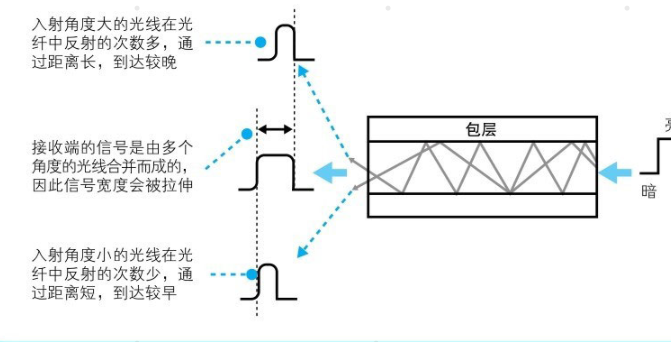 入射角度大的光线在光
纤中反射的次数多，通
过距离长，到达较晚
包层
接收端的信号是由多个
角度的光线合并而成的，
因此信号宽度会被拉伸
暗
入射角度小的光线在光
纤中反射的次数少，通
过距离短，到达较早